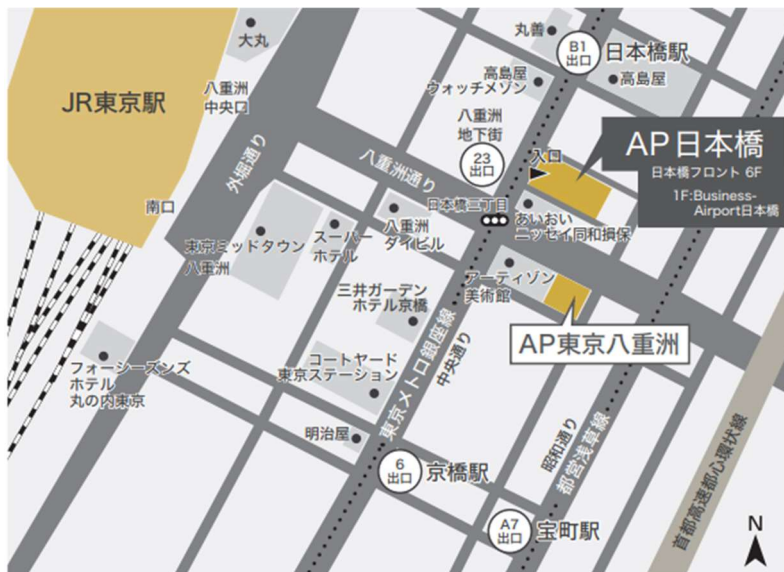 大丸
丸善
B1
出口
日本橋駅
高島屋
ウォッチメゾン
高島屋
JR東京駅
八重洲
中央口
八重洲
地下街
23
出口
AP日本橋
日本橋フロント 6F
1F:Business-
Airport日本橋
入口
外堀通り
八重洲通り
南口
日本橋三丁目
あいおい
ニッセイ同和損保
東京ミッドタウン
八重洲
スーパー
ホテル
八重洲
ダイビル
アーティゾン
美術館
三井ガーデン
ホテル京橋
AP東京八重洲
フォーシーズンズ
ホテル
丸の内東京
コートヤード
東京ステーション
東京メトロ銀座線
中央通り
明治屋
昭和通り
都営浅草線
首都高速都心環状線
6
出口
京橋駅
A7
出口
宝町駅
N